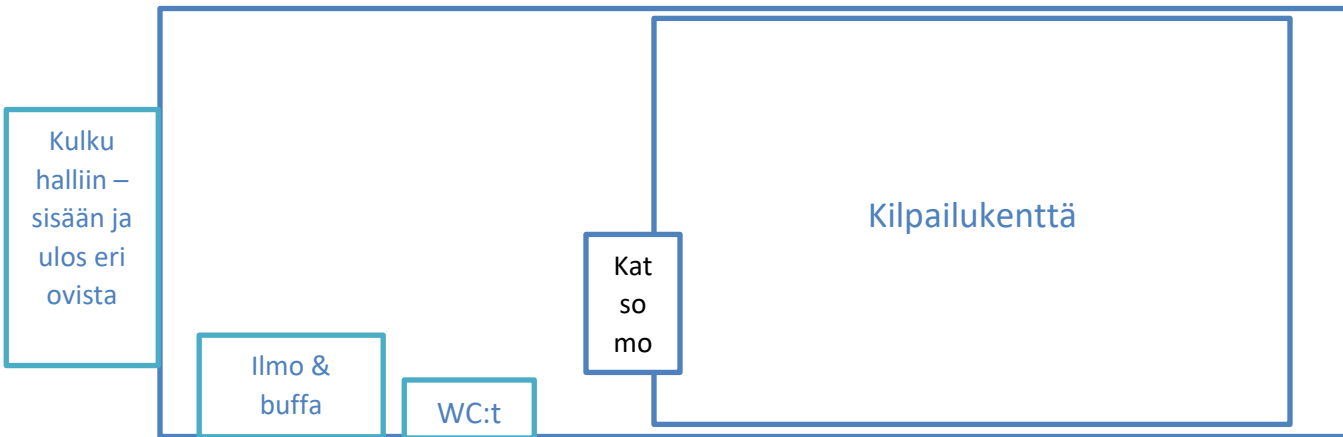 Kulku
halliin –
sisään ja
ulos eri
ovista
Ilmo &
buffa
WC:t
Kat
so
mo
Kilpailukenttä